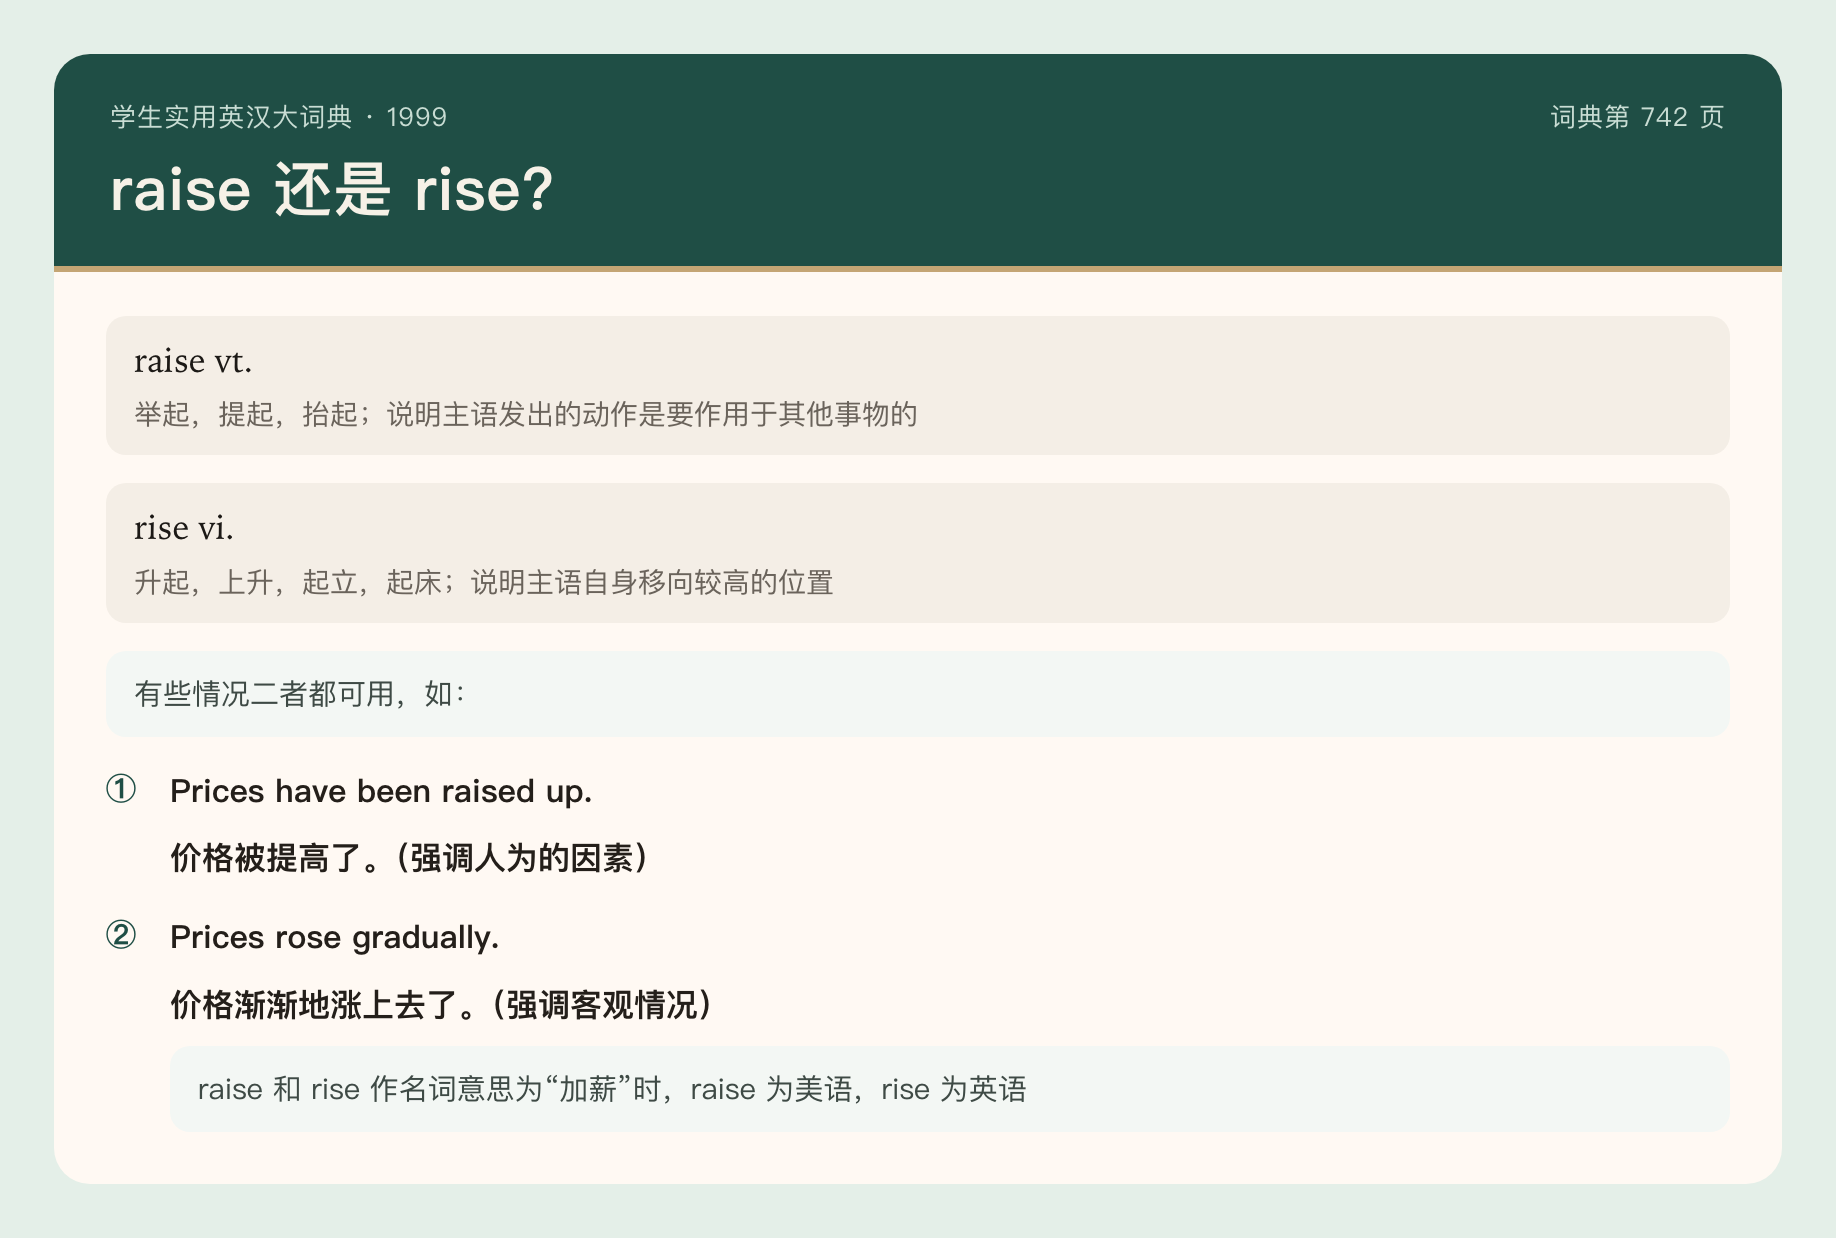 学生实用英汉大词典 · 1999
词典第 742 页
raise 还是 rise?
raise vt.
举起，提起，抬起；说明主语发出的动作是要作用于其他事物的
rise vi.
升起，上升，起立，起床；说明主语自身移向较高的位置
有些情况二者都可用，如：
① Prices have been raised up.
价格被提高了。（强调人为的因素）
② Prices rose gradually.
价格渐渐地涨上去了。（强调客观情况）
raise 和 rise 作名词意思为“加薪”时，raise 为美语，rise 为英语